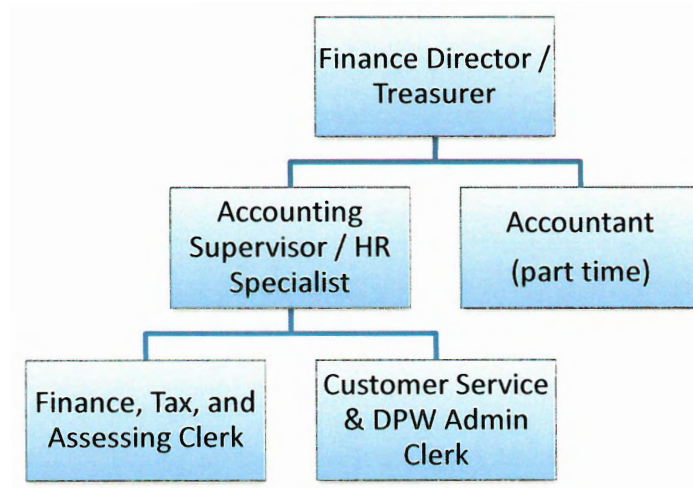 Finance Director /
Treasurer
Accounting
Supervisor / HR
Specialist
Accountant
(part time)
Finance, Tax, and
Assessing Clerk
Customer Service
& DPW Admin
Clerk